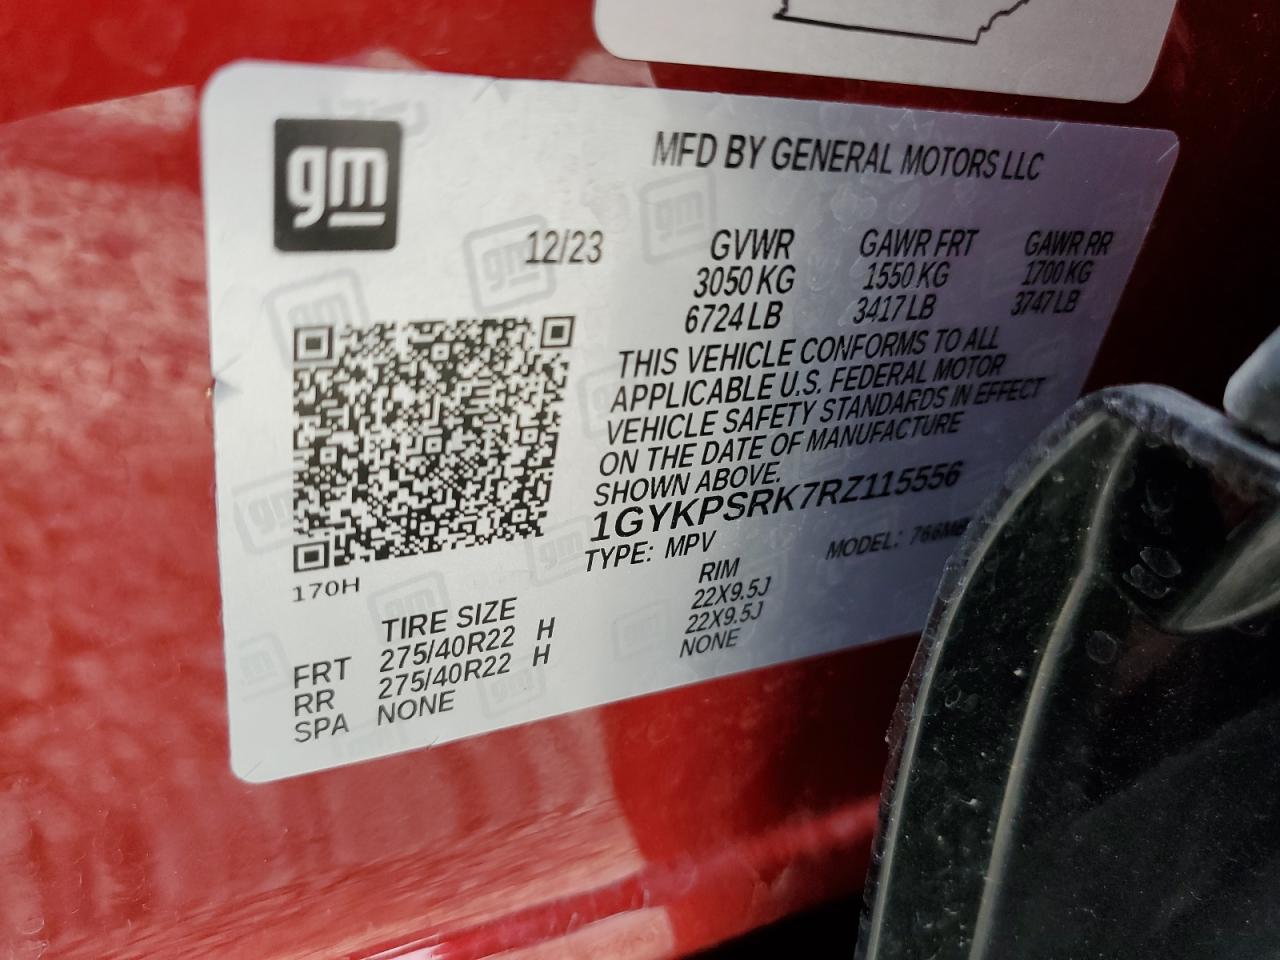 gm
MFD BY GENERAL MOTORS LLC
12/23 GVWR GAWR FRT GAWR RR
3050 KG 1550 KG 1700 KG
6724 LB 3417 LB 3747 LB
THIS VEHICLE CONFORMS TO ALL
APPLICABLE U.S. FEDERAL MOTOR
VEHICLE SAFETY STANDARDS IN EFFECT
ON THE DATE OF MANUFACTURE
SHOWN ABOVE.
1GYKPSRK7RZ115556
TYPE: MPV MODEL:
170H
TIRE SIZE RIM
FRT 275/40R22 H 22X9.5J
RR 275/40R22 H 22X9.5J
SPA NONE NONE